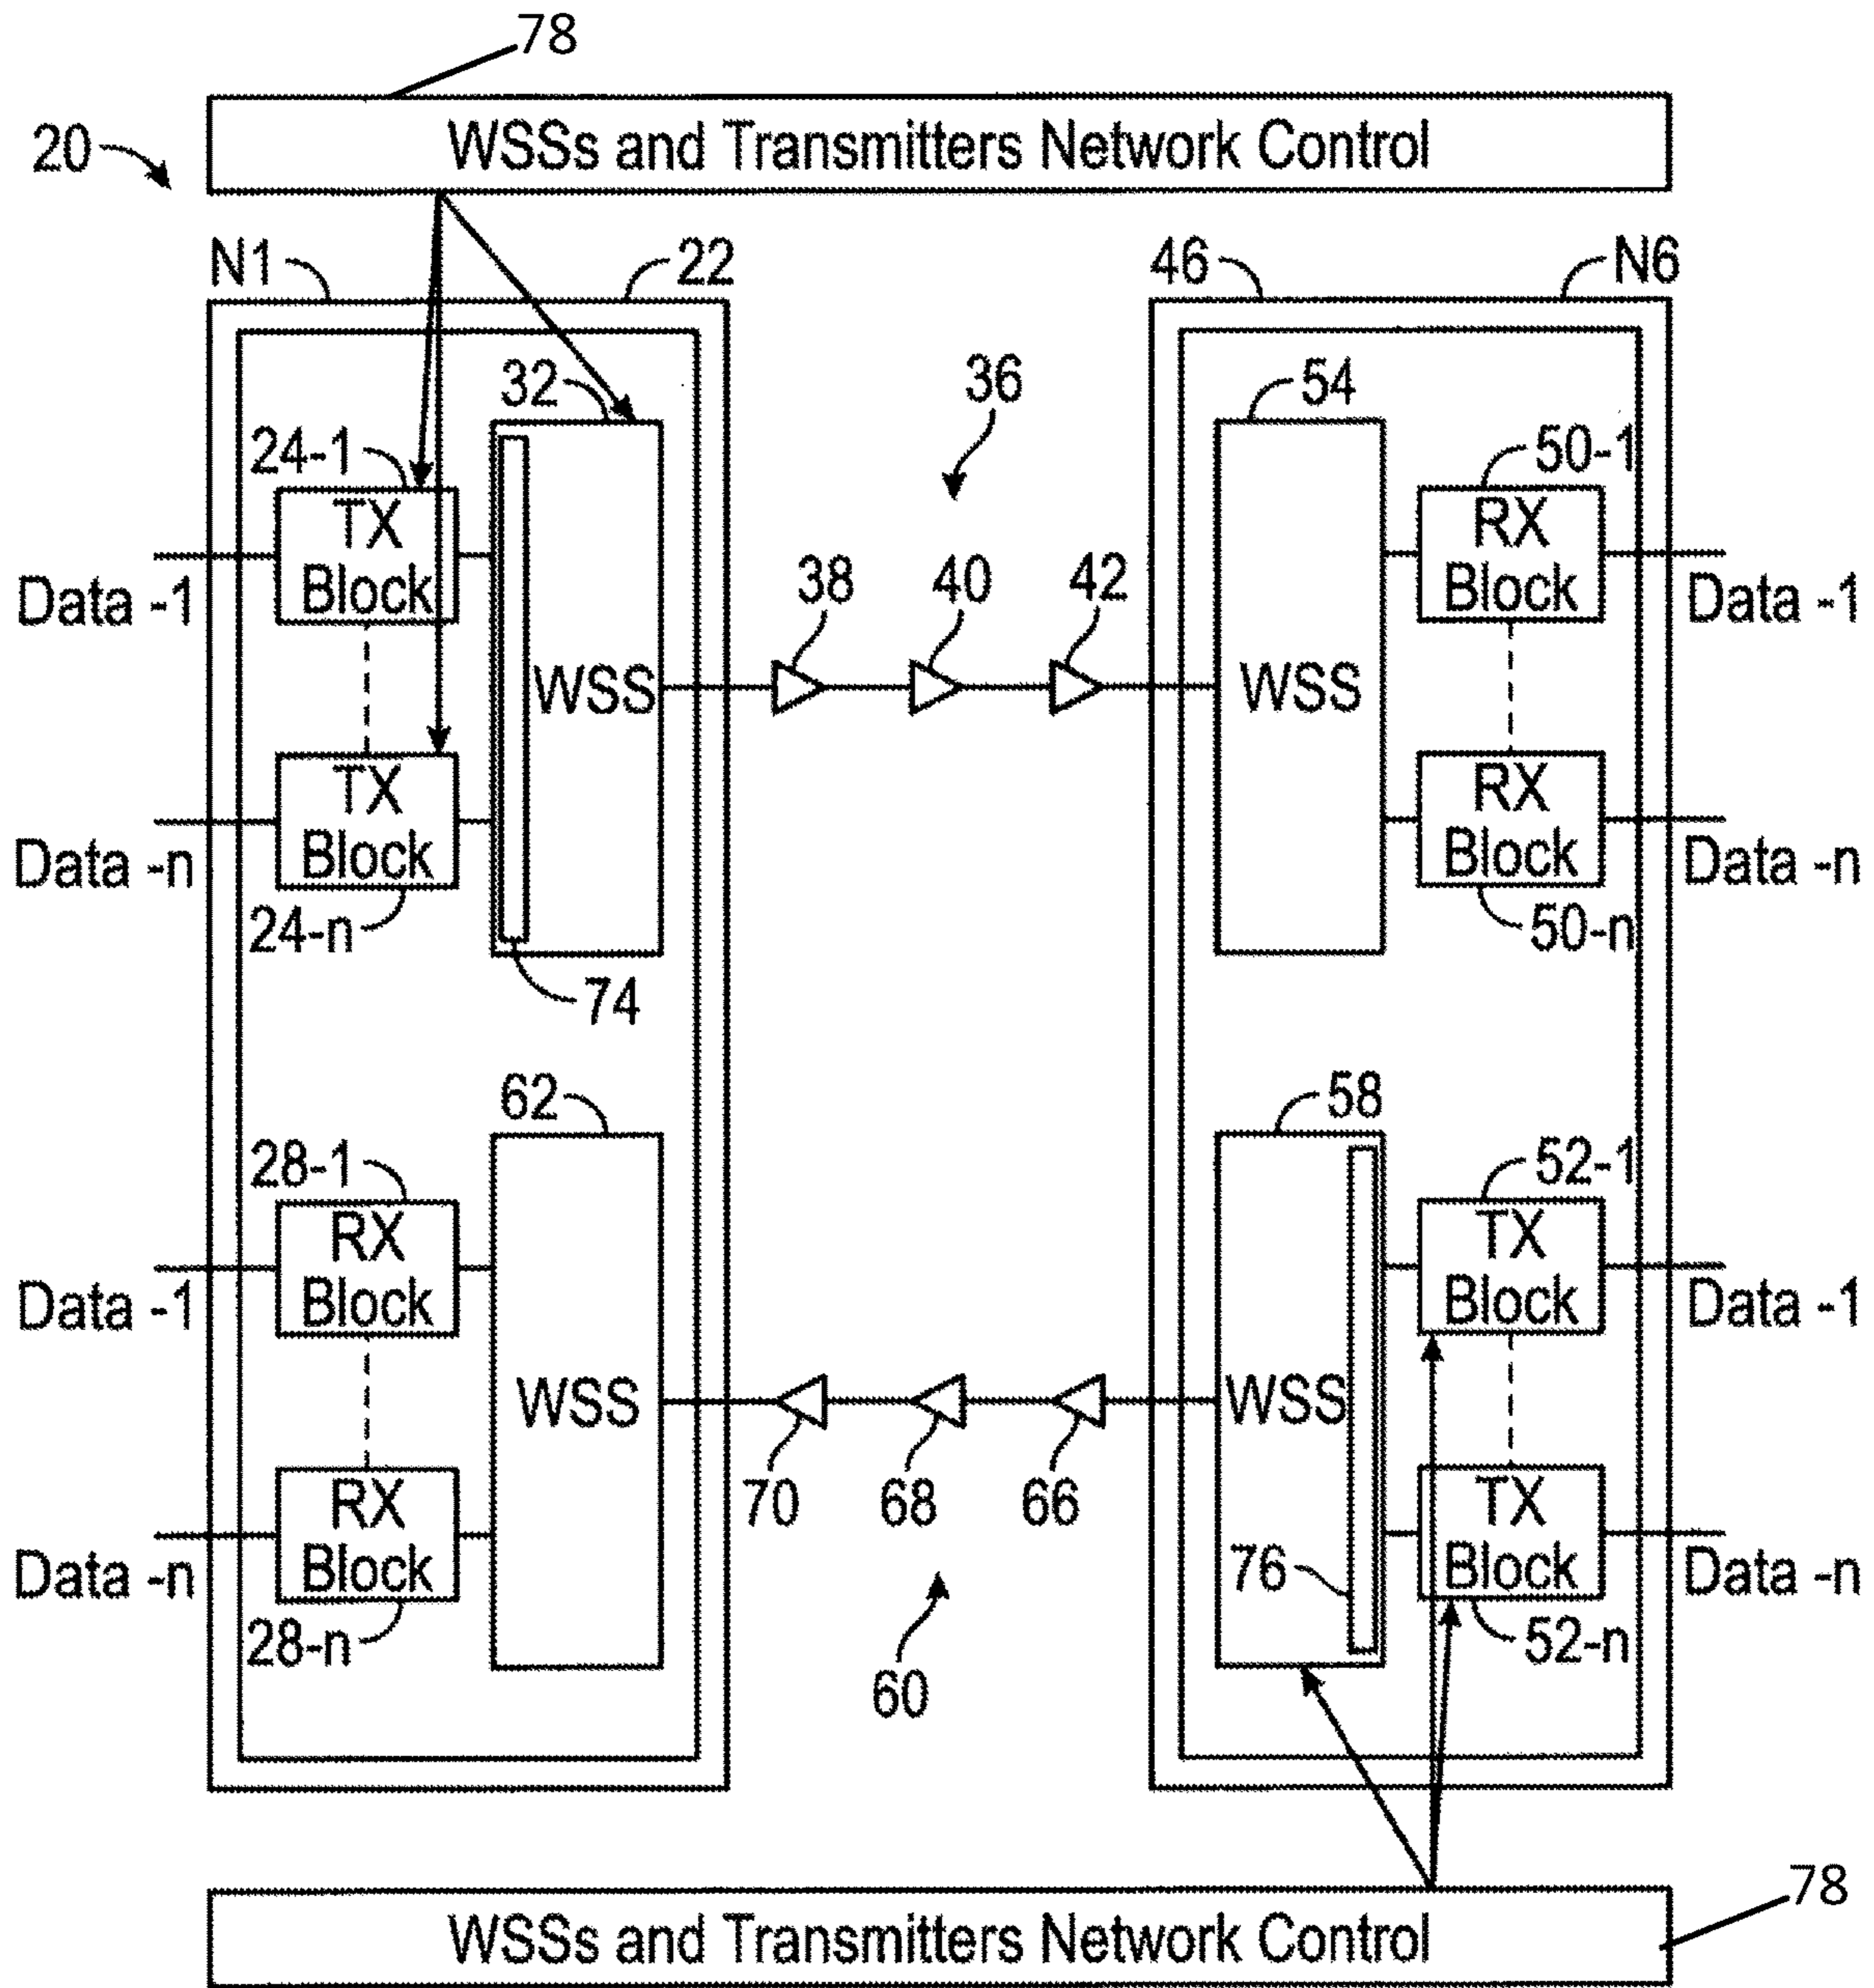 78
WSSs and Transmitters Network Control
20
N1
22
46
N6
32
36
54
24-1
50-1
TX
Block
RX
Block
38
40
42
Data -1
Data -1
WSS
WSS
TX
Block
RX
Block
Data -n
Data -n
24-n
50-n
74
62
58
28-1
52-1
RX
Block
TX
Block
Data -1
Data -1
WSS
WSS
70
68
66
RX
Block
TX
Block
76
Data -n
Data -n
28-n
52-n
60
78
WSSs and Transmitters Network Control